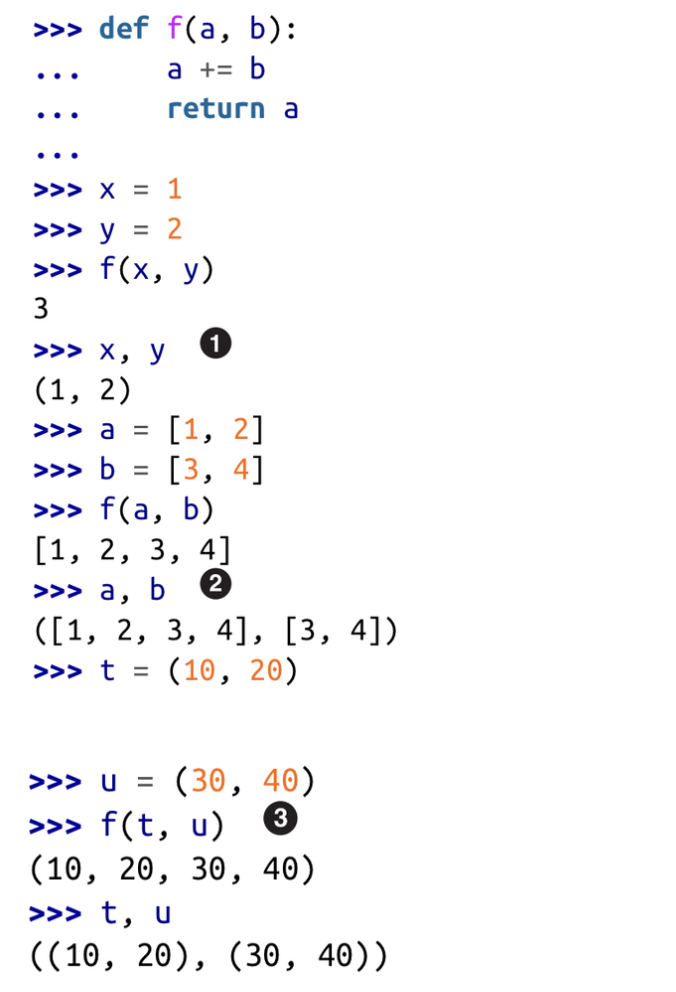 >>> def f(a, b):
...     a += b
...     return a
...
>>> x = 1
>>> y = 2
>>> f(x, y)
3
>>> x, y  ❶
(1, 2)
>>> a = [1, 2]
>>> b = [3, 4]
>>> f(a, b)
[1, 2, 3, 4]
>>> a, b  ❷
([1, 2, 3, 4], [3, 4])
>>> t = (10, 20)
>>> u = (30, 40)
>>> f(t, u)  ❸
(10, 20, 30, 40)
>>> t, u
((10, 20), (30, 40))